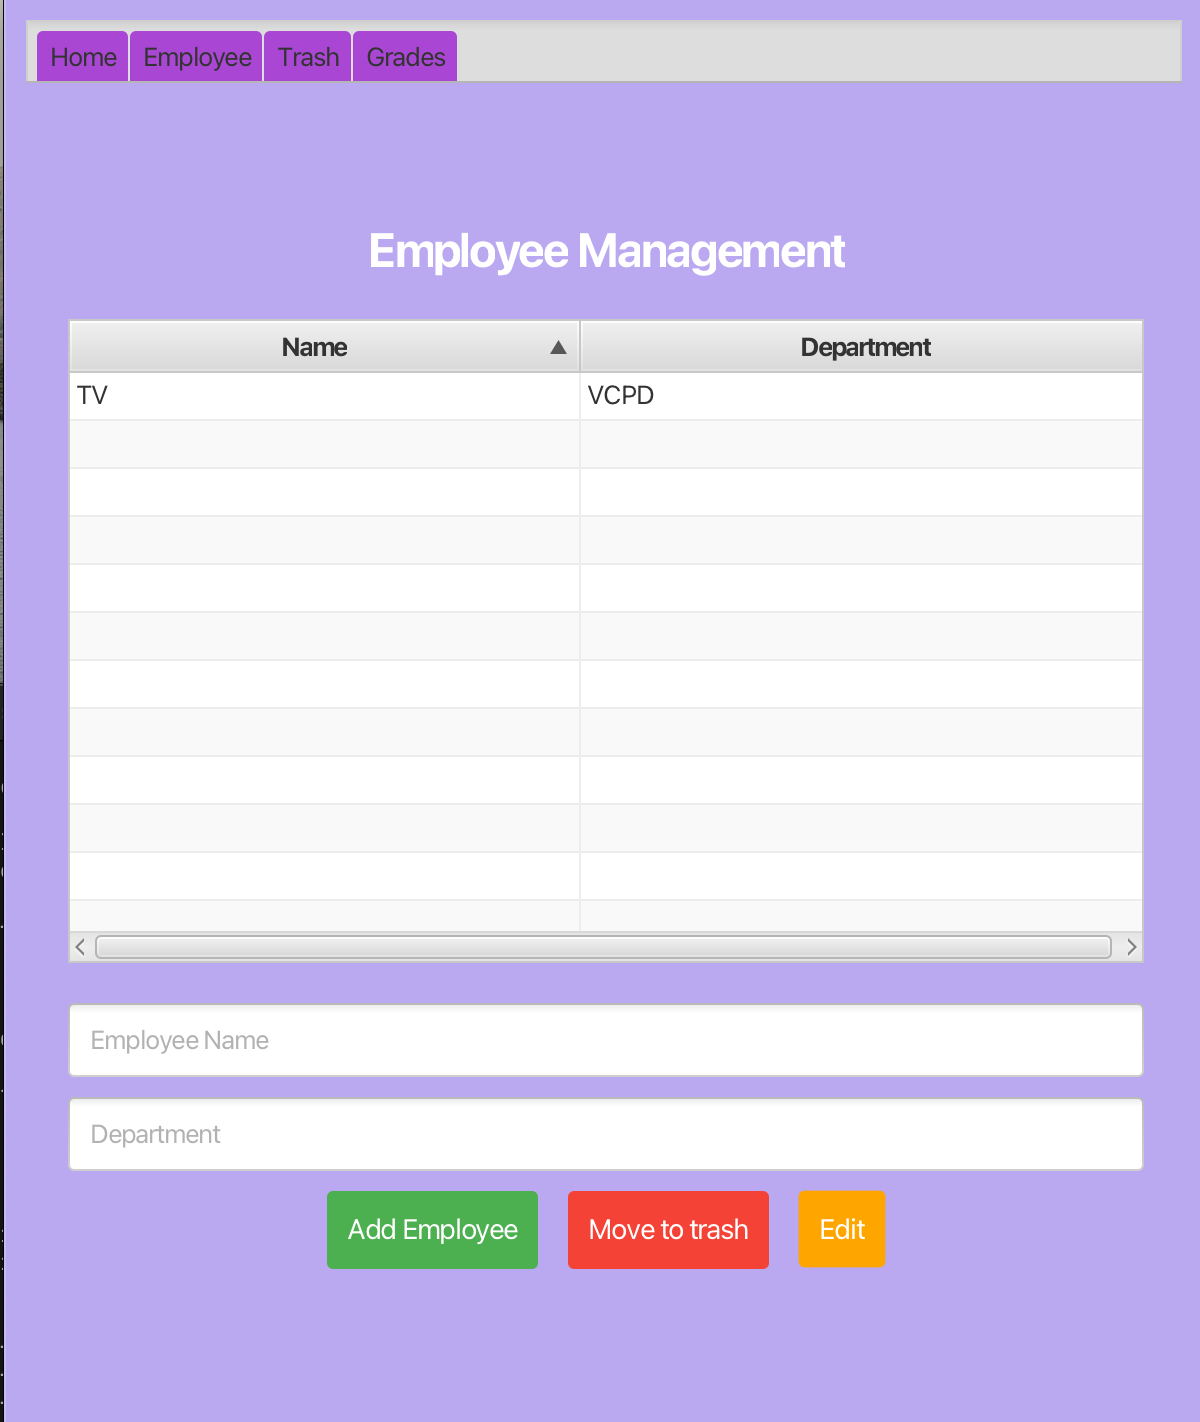 Home Employee Trash Grades
Employee Management
Name Department
TV VCPD
Employee Name
Department
Add Employee Move to trash Edit